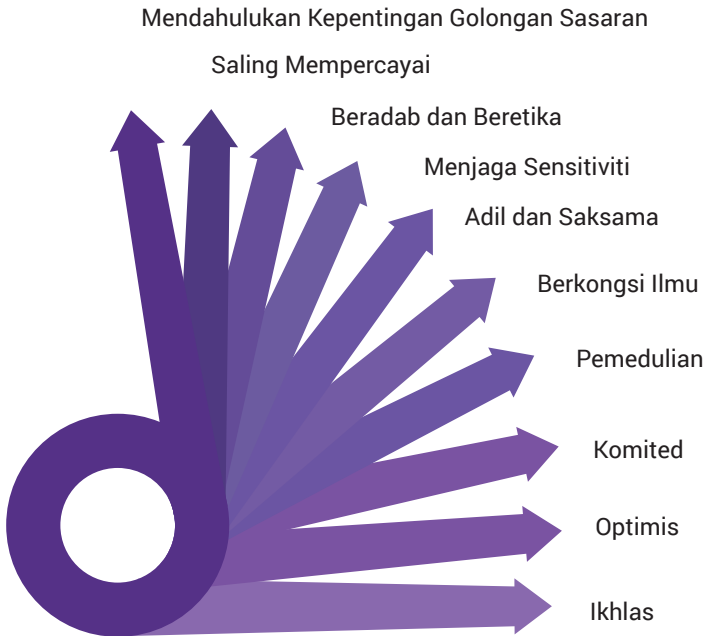 Mendahulukan Kepentingan Golongan Sasaran
Saling Mempercayai
Beradab dan Beretika
Menjaga Sensitiviti
Adil dan Saksama
Berkongsi Ilmu
Pemedulian
Komited
Optimis
Ikhlas